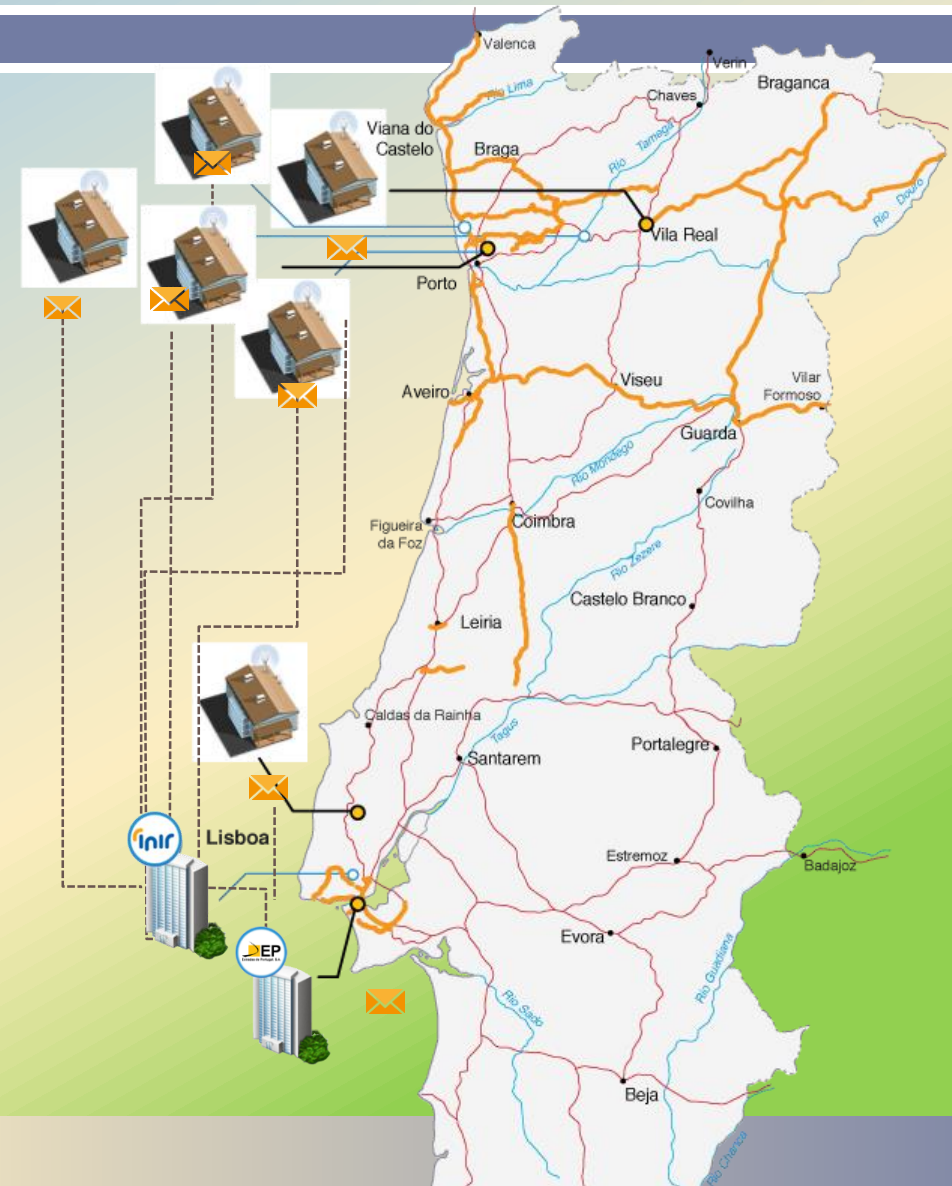 Valenca
Verin
Braganca
Rio Lima
Chaves
Viana do
Castelo
Braga
Rio Tamega
Rio Douro
Vila Real
Porto
Aveiro
Viseu
Vilar
Formoso
Guarda
Rio Mondego
Covilha
Figueira
da Foz
Coimbra
Rio Zezere
Castelo Branco
Leiria
Caldas da Rainha
Tagus
Portalegre
Santarem
inir
Lisboa
Estremoz
Badajoz
EP
Evora
Rio Guadiana
Rio Sado
Beja
Rio Chanca